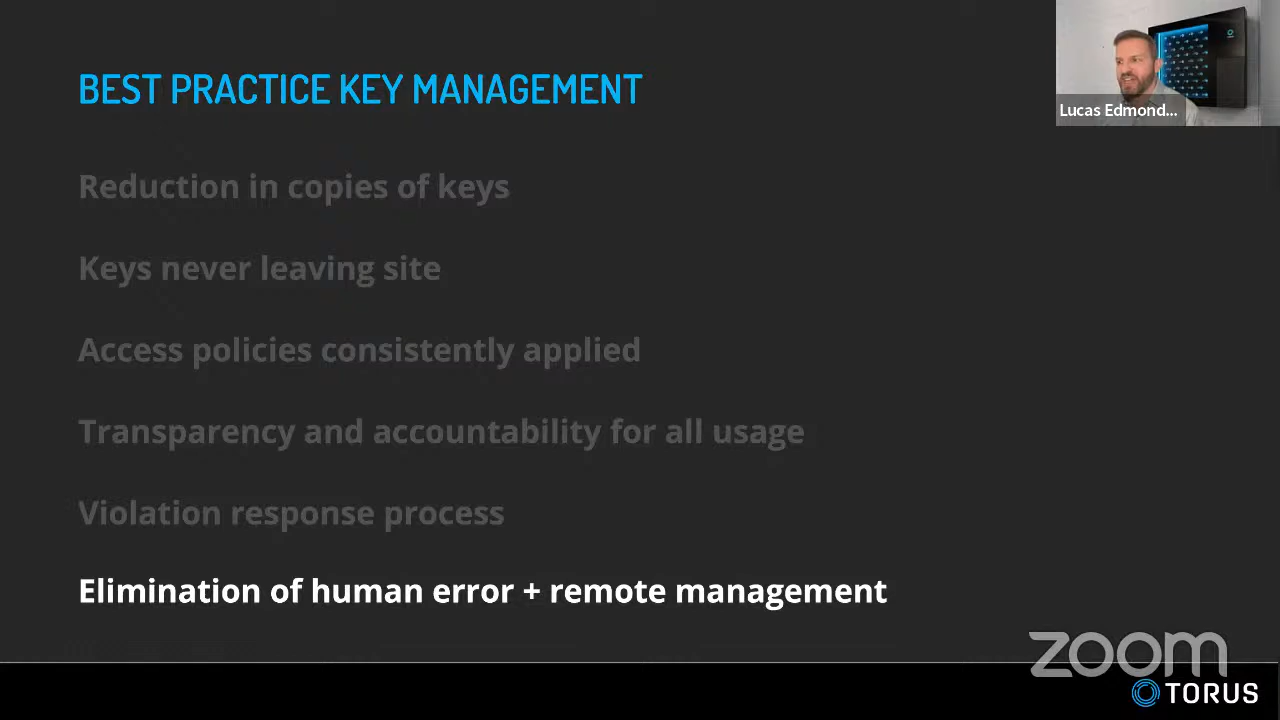 BEST PRACTICE KEY MANAGEMENT
Lucas Edmond...
Reduction in copies of keys
Keys never leaving site
Access policies consistently applied
Transparency and accountability for all usage
Violation response process
Elimination of human error + remote management
zoom
TORUS